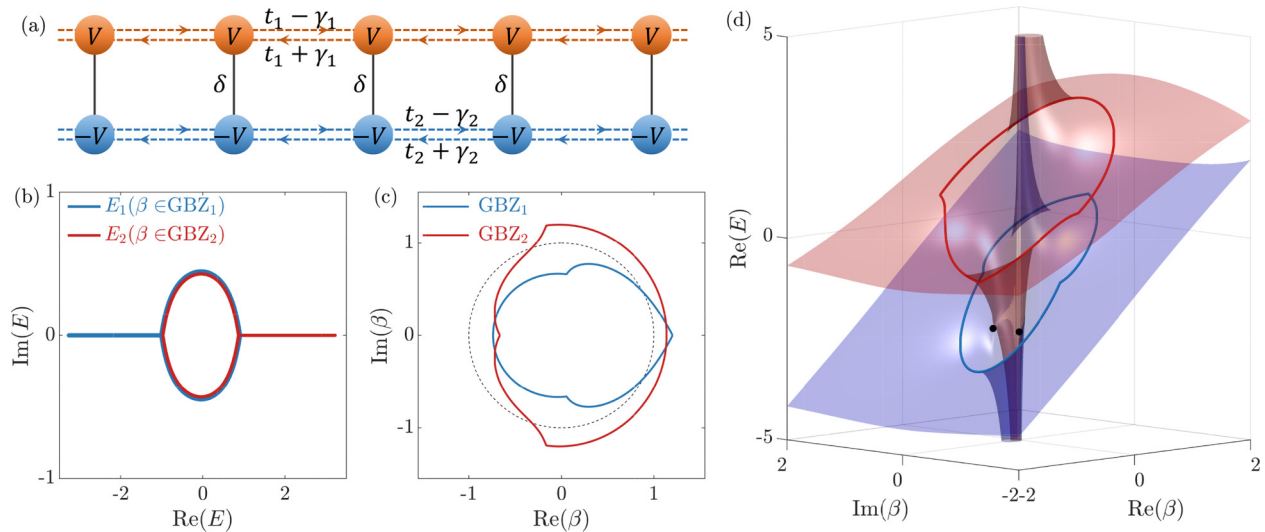 (a)
V V V V V
t₁ − γ₁
t₁ + γ₁
δ δ δ
t₂ − γ₂
t₂ + γ₂
−V −V −V −V −V
(b)
E₁(β ∈GBZ₁)
E₂(β ∈GBZ₂)
1
0
-1
Im(E)
-2 0 2
Re(E)
(c)
GBZ₁
GBZ₂
1
0
-1
Im(β)
-1 0 1
Re(β)
(d)
5
0
-5
Re(E)
2 0 -2
Im(β)
-2 0 2
Re(β)